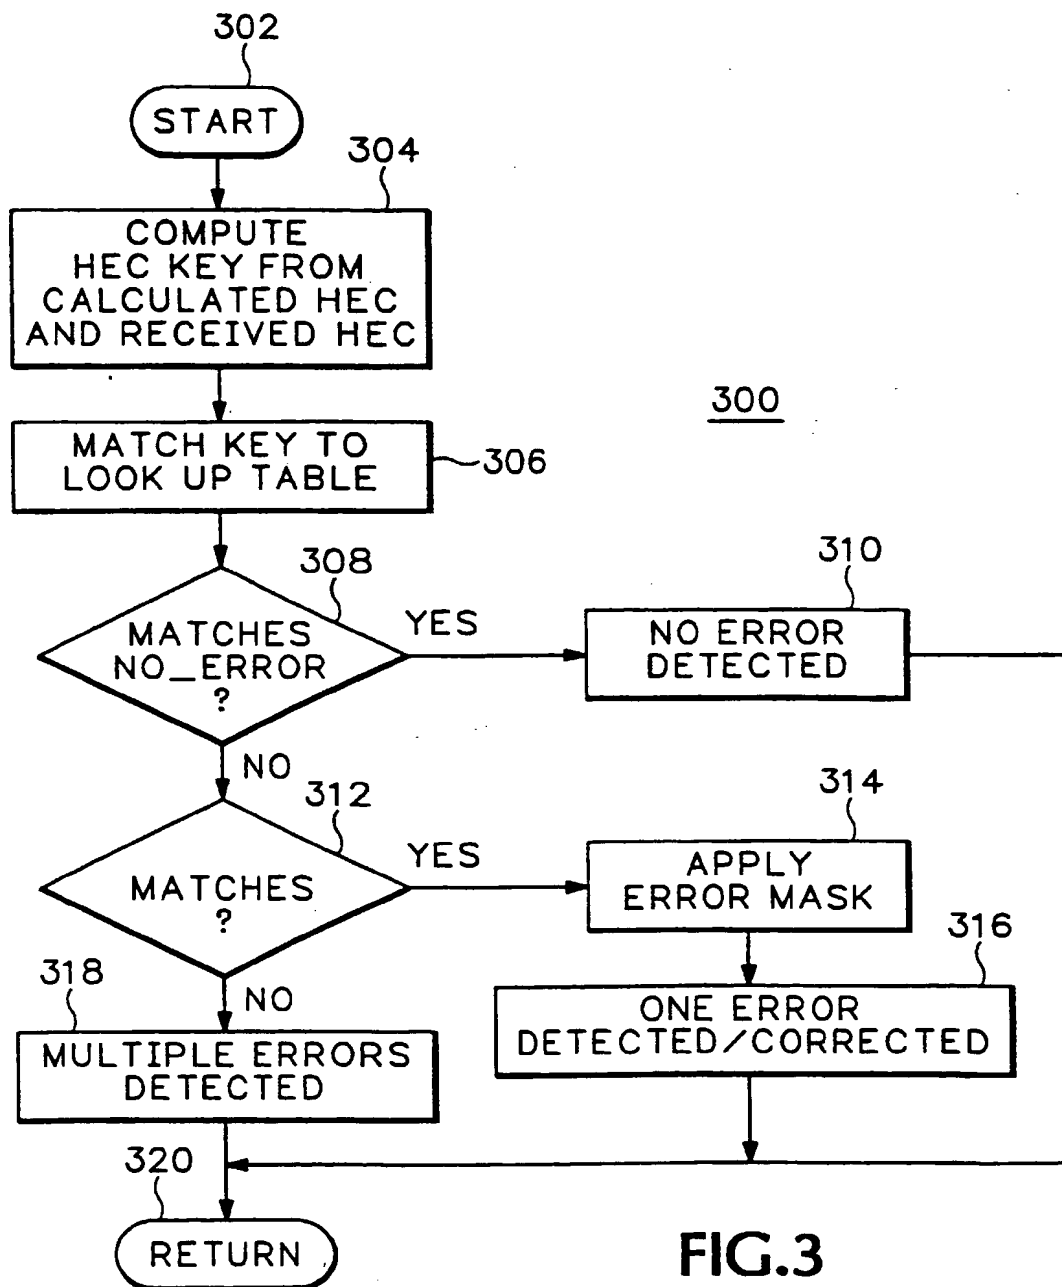 302
START
304
COMPUTE
HEC KEY FROM
CALCULATED HEC
AND RECEIVED HEC
300
MATCH KEY TO
LOOK UP TABLE
306
308
MATCHES
NO_ERROR
?
YES
310
NO ERROR
DETECTED
NO
312
MATCHES
?
YES
314
APPLY
ERROR MASK
316
ONE ERROR
DETECTED/CORRECTED
NO
318
MULTIPLE ERRORS
DETECTED
320
RETURN
FIG.3